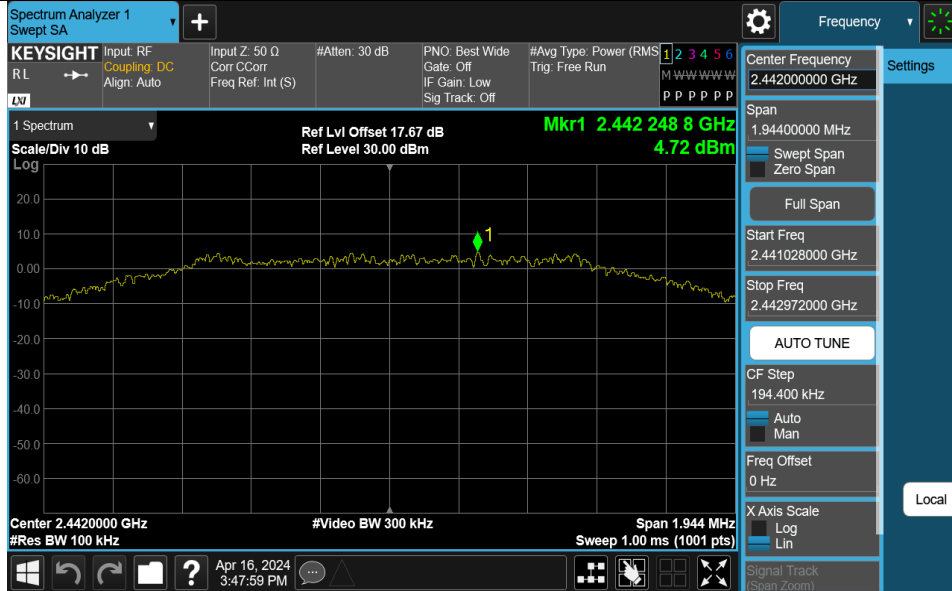 Spectrum Analyzer 1
Swept SA
Frequency
KEYSIGHT
RL
LXI
Input: RF
Coupling: DC
Align: Auto
Input Z: 50 Ω
Corr CCorr
Freq Ref: Int (S)
#Atten: 30 dB
PNO: Best Wide
Gate: Off
IF Gain: Low
Sig Track: Off
#Avg Type: Power (RMS
Trig: Free Run
1 2 3 4 5 6
M W W W W W
P P P P P P
1 Spectrum
Scale/Div 10 dB
Log
Ref Lvl Offset 17.67 dB
Ref Level 30.00 dBm
Mkr1 2.442 248 8 GHz
4.72 dBm
1
20.0
10.0
0.00
-10.0
-20.0
-30.0
-40.0
-50.0
-60.0
Center 2.4420000 GHz
#Video BW 300 kHz
Span 1.944 MHz
#Res BW 100 kHz
Sweep 1.00 ms (1001 pts)
?
Apr 16, 2024
3:47:59 PM
Center Frequency
2.442000000 GHz
Settings
Span
1.94400000 MHz
Swept Span
Zero Span
Full Span
Start Freq
2.441028000 GHz
Stop Freq
2.442972000 GHz
AUTO TUNE
CF Step
194.400 kHz
Auto
Man
Freq Offset
0 Hz
Local
X Axis Scale
Log
Lin
Signal Track
(Span Zoom)